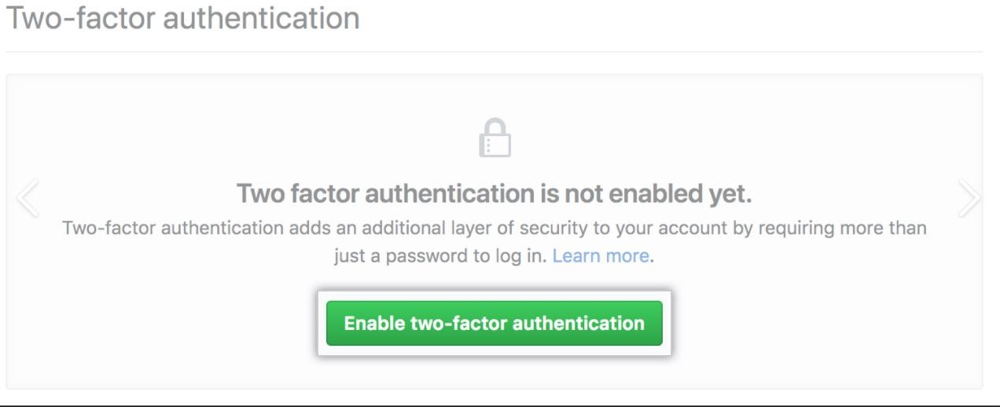 Two-factor authentication
Two factor authentication is not enabled yet.
Two-factor authentication adds an additional layer of security to your account by requiring more than
just a password to log in. Learn more.
Enable two-factor authentication